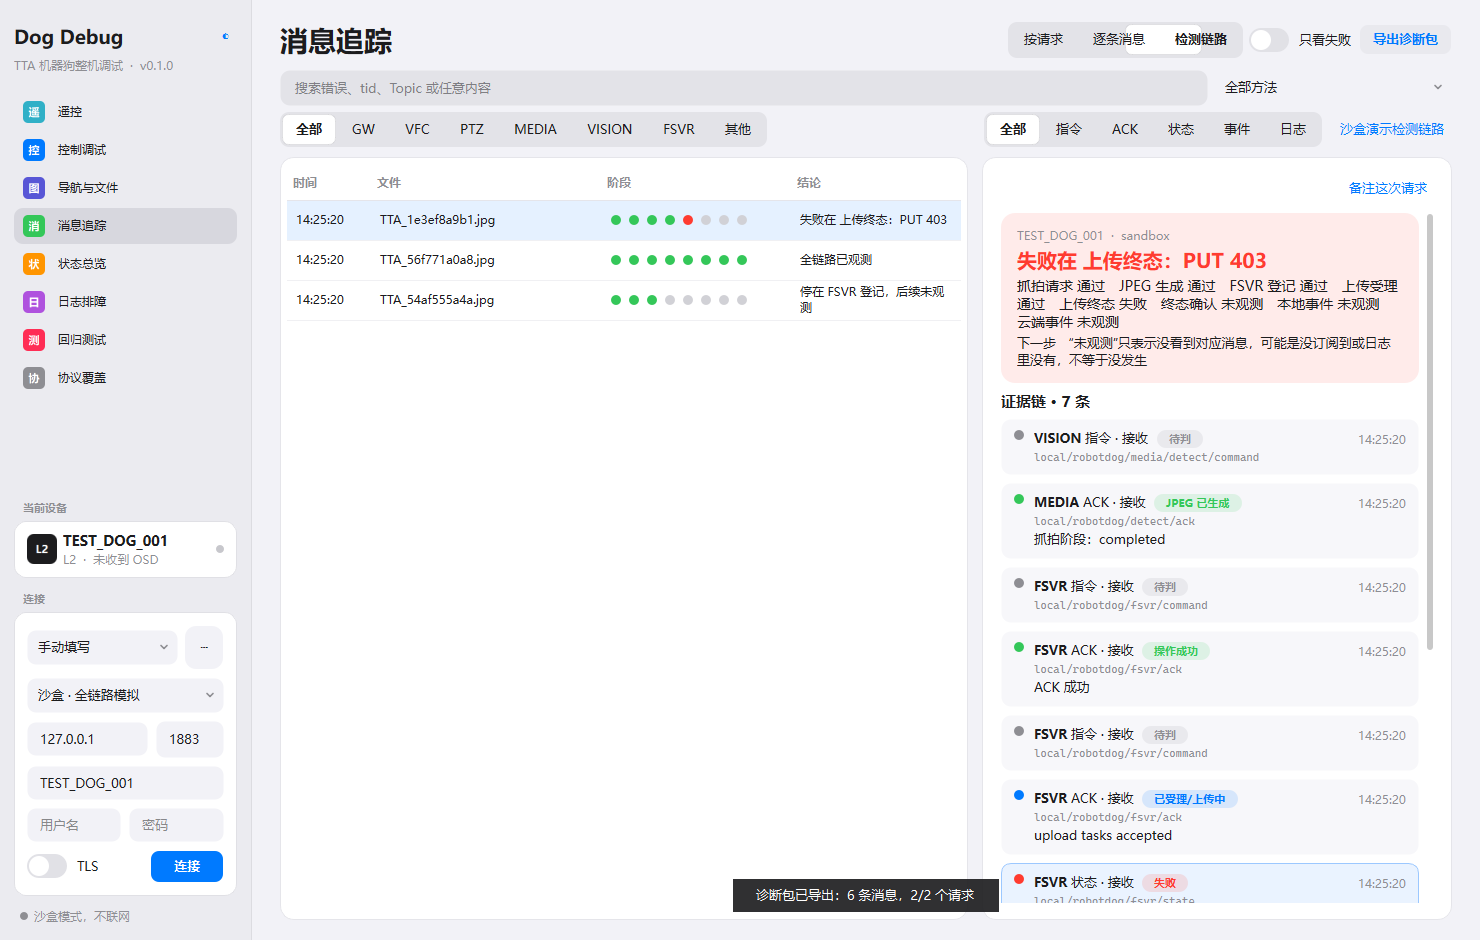 Dog Debug
TTA 机器狗整机调试 · v0.1.0
遥 遥控
控 控制调试
图 导航与文件
消 消息追踪
状 状态总览
日 日志排障
测 回归测试
协 协议覆盖
当前设备
L2 TEST_DOG_001
L2 · 未收到 OSD
连接
手动填写 ...
沙盒 · 全链路模拟
127.0.0.1 1883
TEST_DOG_001
用户名 密码
TLS 连接
沙盒模式，不联网
消息追踪
按请求 逐条消息 检测链路 只看失败 导出诊断包
搜索错误、tid、Topic 或任意内容 全部方法
全部 GW VFC PTZ MEDIA VISION FSVR 其他
全部 指令 ACK 状态 事件 日志 沙盒演示检测链路
时间 文件 阶段 结论
14:25:20 TTA_1e3ef8a9b1.jpg 失败在 上传终态：PUT 403
14:25:20 TTA_56f771a0a8.jpg 全链路已观测
14:25:20 TTA_54af555a4a.jpg 停在 FSVR 登记，后续未观
测
备注这次请求
TEST_DOG_001 · sandbox
失败在 上传终态：PUT 403
抓拍请求 通过 JPEG 生成 通过 FSVR 登记 通过 上传受理
通过 上传终态 失败 终态确认 未观测 本地事件 未观测
云端事件 未观测
下一步 “未观测”只表示没看到对应消息，可能是没订阅到或日志
里没有，不等于没发生
证据链 · 7 条
VISION 指令 · 接收 待判 14:25:20
local/robotdog/media/detect/command
MEDIA ACK · 接收 JPEG 已生成 14:25:20
local/robotdog/detect/ack
抓拍阶段：completed
FSVR 指令 · 接收 待判 14:25:20
local/robotdog/fsvr/command
FSVR ACK · 接收 操作成功 14:25:20
local/robotdog/fsvr/ack
ACK 成功
FSVR 指令 · 接收 待判 14:25:20
local/robotdog/fsvr/command
FSVR ACK · 接收 已受理/上传中 14:25:20
local/robotdog/fsvr/ack
upload tasks accepted
FSVR 状态 · 接收 失败 14:25:20
local/robotdog/fsvr/state
诊断包已导出：6 条消息，2/2 个请求